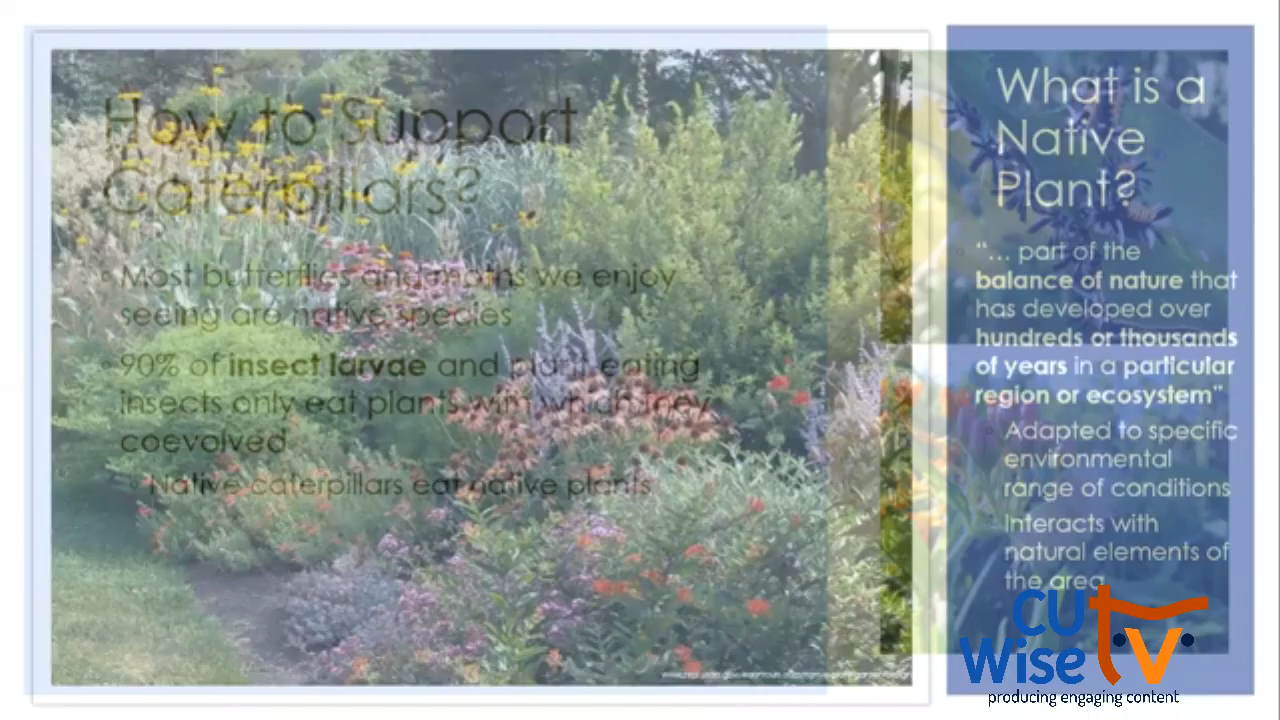 How to Support
Caterpillars?
Most butterflies and moths we enjoy
seeing are native species
90% of insect larvae and plant eating
insects only eat plants with which they
coevolved
Native caterpillars eat native plants
What is a
Native
Plant?
“... part of the
balance of nature that
has developed over
hundreds or thousands
of years in a particular
region or ecosystem”
Adapted to specific
environmental
range of conditions
Interacts with
natural elements of
the area
CU
Wise
tv
producing engaging content